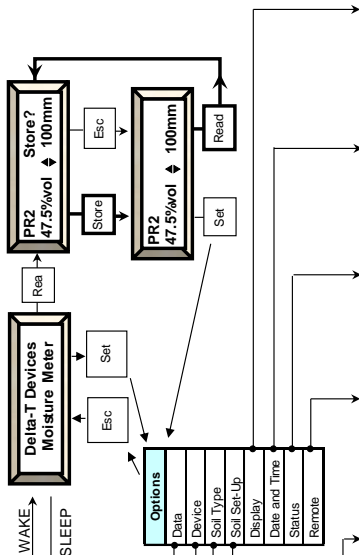 WAKE
SLEEP
Delta-T Devices
Moisture Meter
Rea
PR2 Store?
47.5%vol 100mm
Esc
Set
Store
Esc
PR2
47.5%vol 100mm
Set
Read
Options
Data
Device
Soil Type
Soil Set-Up
Display
Date and Time
Status
Remote